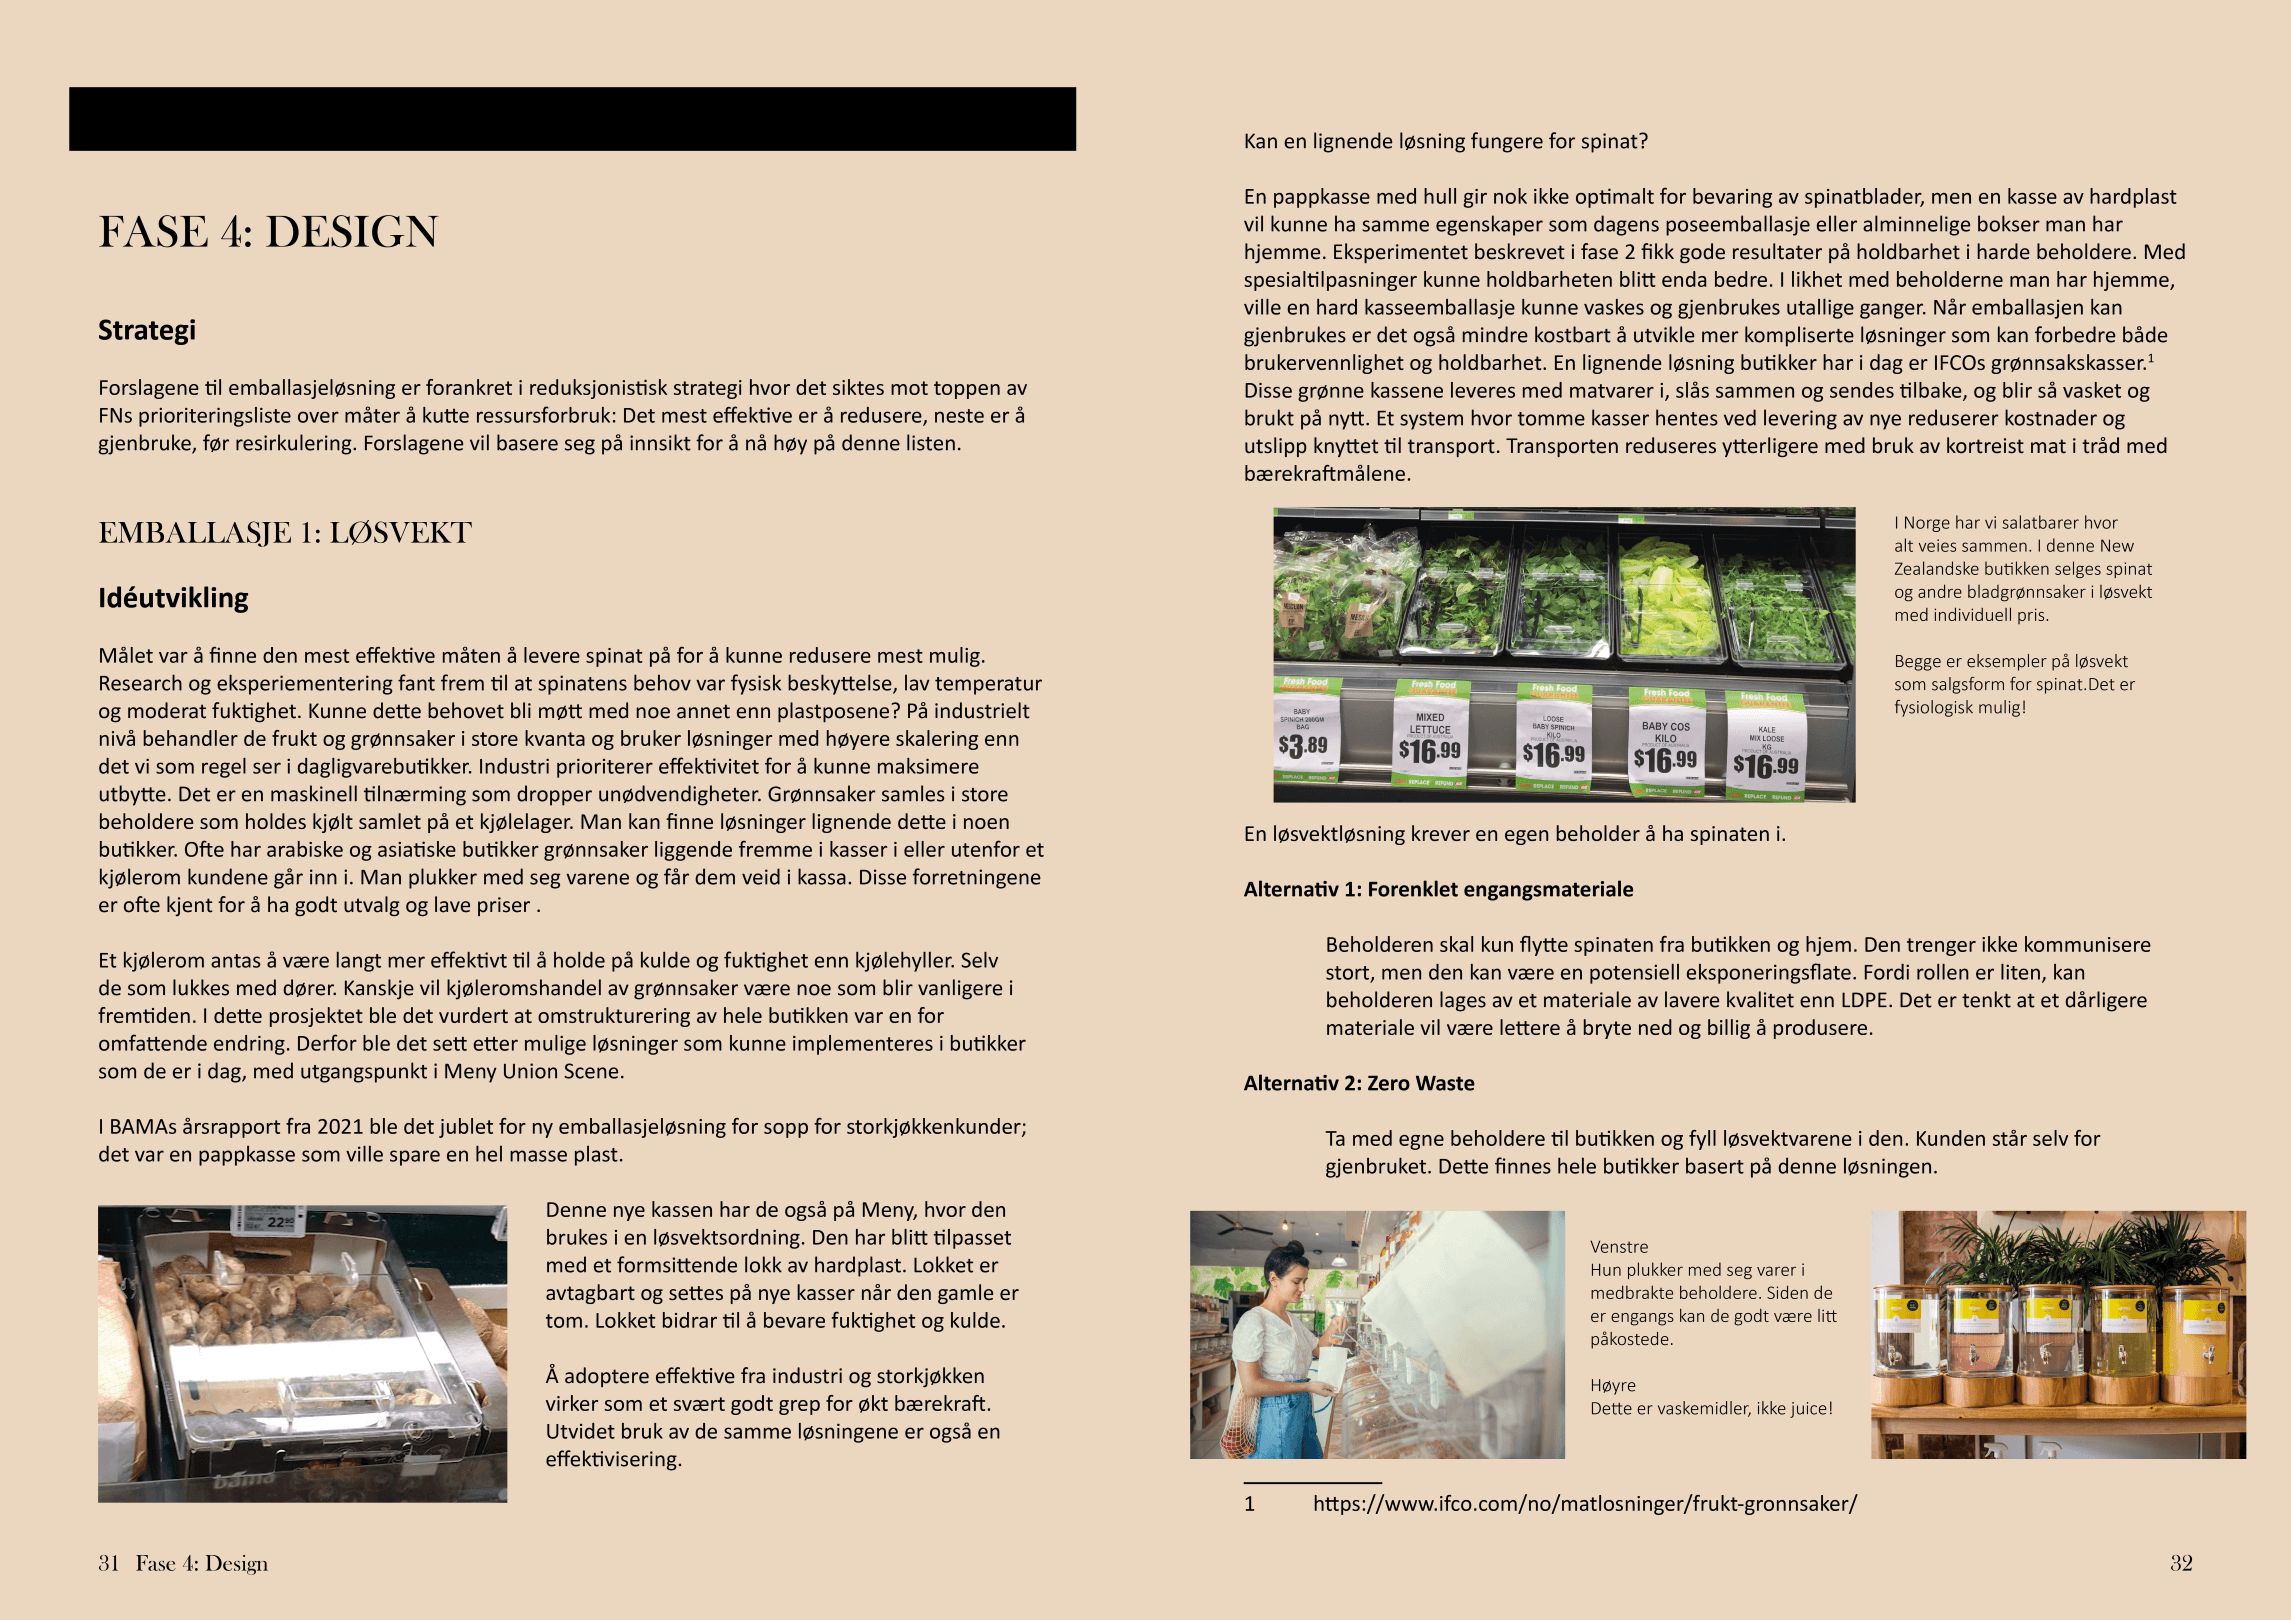 FASE 4: DESIGN
Strategi
Forslagene til emballasjeløsning er forankret i reduksjonistisk strategi hvor det siktes mot toppen av
FNs prioriteringsliste over måter å kutte ressursforbruk: Det mest effektive er å redusere, neste er å
gjenbruke, før resirkulering. Forslagene vil basere seg på innsikt for å nå høy på denne listen.
EMBALLASJE 1: LØSVEKT
Idéutvikling
Målet var å finne den mest effektive måten å levere spinat på for å kunne redusere mest mulig.
Research og eksperiementering fant frem til at spinatens behov var fysisk beskyttelse, lav temperatur
og moderat fuktighet. Kunne dette behovet bli møtt med noe annet enn plastposene? På industrielt
nivå behandler de frukt og grønnsaker i store kvanta og bruker løsninger med høyere skalering enn
det vi som regel ser i dagligvarebutikker. Industri prioriterer effektivitet for å kunne maksimere
utbytte. Det er en maskinell tilnærming som dropper unødvendigheter. Grønnsaker samles i store
beholdere som holdes kjølt samlet på et kjølelager. Man kan finne løsninger lignende dette i noen
butikker. Ofte har arabiske og asiatiske butikker grønnsaker liggende fremme i kasser i eller utenfor et
kjølerom kundene går inn i. Man plukker med seg varene og får dem veid i kassa. Disse forretningene
er ofte kjent for å ha godt utvalg og lave priser .
Et kjølerom antas å være langt mer effektivt til å holde på kulde og fuktighet enn kjølehyller. Selv
de som lukkes med dører. Kanskje vil kjøleromshandel av grønnsaker være noe som blir vanligere i
fremtiden. I dette prosjektet ble det vurdert at omstrukturering av hele butikken var en for
omfattende endring. Derfor ble det sett etter mulige løsninger som kunne implementeres i butikker
som de er i dag, med utgangspunkt i Meny Union Scene.
I BAMAs årsrapport fra 2021 ble det jublet for ny emballasjeløsning for sopp for storkjøkkenkunder;
det var en pappkasse som ville spare en hel masse plast.
22⁹⁰
bama
Denne nye kassen har de også på Meny, hvor den
brukes i en løsvektsordning. Den har blitt tilpasset
med et formsittende lokk av hardplast. Lokket er
avtagbart og settes på nye kasser når den gamle er
tom. Lokket bidrar til å bevare fuktighet og kulde.
Å adoptere effektive fra industri og storkjøkken
virker som et svært godt grep for økt bærekraft.
Utvidet bruk av de samme løsningene er også en
effektivisering.
31 Fase 4: Design
Kan en lignende løsning fungere for spinat?
En pappkasse med hull gir nok ikke optimalt for bevaring av spinatblader, men en kasse av hardplast
vil kunne ha samme egenskaper som dagens poseemballasje eller alminnelige bokser man har
hjemme. Eksperimentet beskrevet i fase 2 fikk gode resultater på holdbarhet i harde beholdere. Med
spesialtilpasninger kunne holdbarheten blitt enda bedre. I likhet med beholderne man har hjemme,
ville en hard kasseemballasje kunne vaskes og gjenbrukes utallige ganger. Når emballasjen kan
gjenbrukes er det også mindre kostbart å utvikle mer kompliserte løsninger som kan forbedre både
brukervennlighet og holdbarhet. En lignende løsning butikker har i dag er IFCOs grønnsakskasser.¹
Disse grønne kassene leveres med matvarer i, slås sammen og sendes tilbake, og blir så vasket og
brukt på nytt. Et system hvor tomme kasser hentes ved levering av nye reduserer kostnader og
utslipp knyttet til transport. Transporten reduseres ytterligere med bruk av kortreist mat i tråd med
bærekraftmålene.
Fresh Food Fresh Food Fresh Food Fresh Food Fresh Food
BABY
SPINICH 200GM
BAG
$3.89
MIXED
LETTUCE
$16.99
LOOSE
BABY SPINICH
KILO
$16.99
BABY COS
KILO
$16.99
KALE
MIX LOOSE
KG
$16.99
I Norge har vi salatbarer hvor
alt veies sammen. I denne New
Zealandske butikken selges spinat
og andre bladgrønnsaker i løsvekt
med individuell pris.
Begge er eksempler på løsvekt
som salgsform for spinat.Det er
fysiologisk mulig!
En løsvektløsning krever en egen beholder å ha spinaten i.
Alternativ 1: Forenklet engangsmateriale
Beholderen skal kun flytte spinaten fra butikken og hjem. Den trenger ikke kommunisere
stort, men den kan være en potensiell eksponeringsflate. Fordi rollen er liten, kan
beholderen lages av et materiale av lavere kvalitet enn LDPE. Det er tenkt at et dårligere
materiale vil være lettere å bryte ned og billig å produsere.
Alternativ 2: Zero Waste
Ta med egne beholdere til butikken og fyll løsvektvarene i den. Kunden står selv for
gjenbruket. Dette finnes hele butikker basert på denne løsningen.
Venstre
Hun plukker med seg varer i
medbrakte beholdere. Siden de
er engangs kan de godt være litt
påkostede.
Høyre
Dette er vaskemidler, ikke juice!
1 https://www.ifco.com/no/matlosninger/frukt-gronnsaker/
32